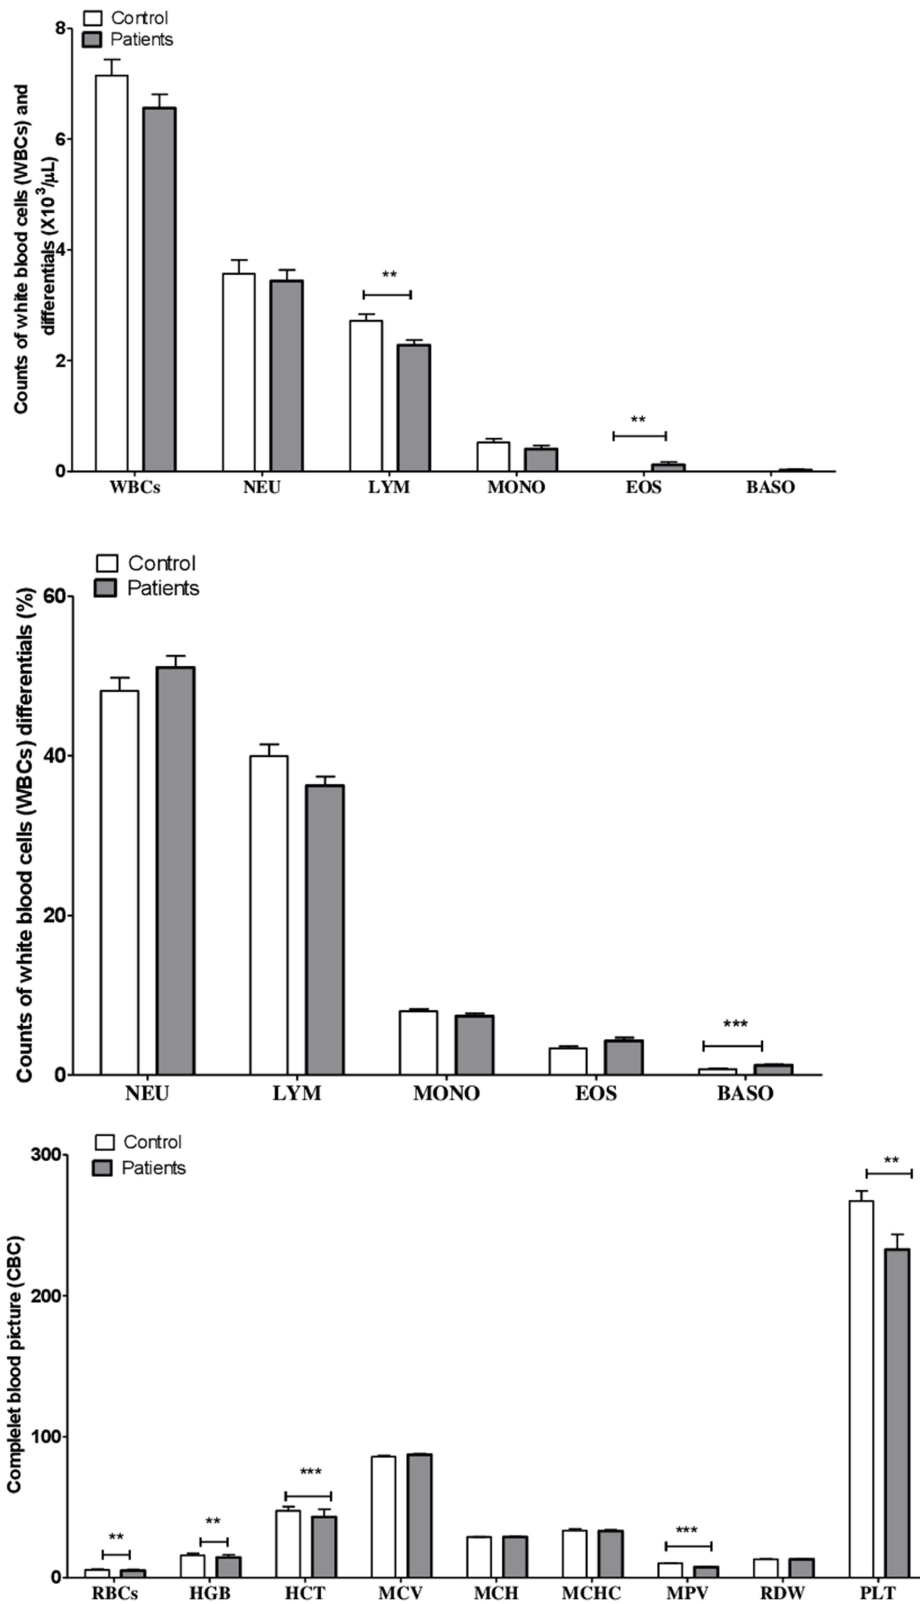 Control
Patients
Counts of white blood cells (WBCs) and
differentials (X10³/µL)
8
6
4
2
0
**
**
WBCs NEU LYM MONO EOS BASO
Control
Patients
Counts of white blood cells (WBCs) differentials (%)
60
40
20
0
***
NEU LYM MONO EOS BASO
Control
Patients
Complelet blood picture (CBC)
300
200
100
0
**
**
***
***
**
RBCs HGB HCT MCV MCH MCHC MPV RDW PLT